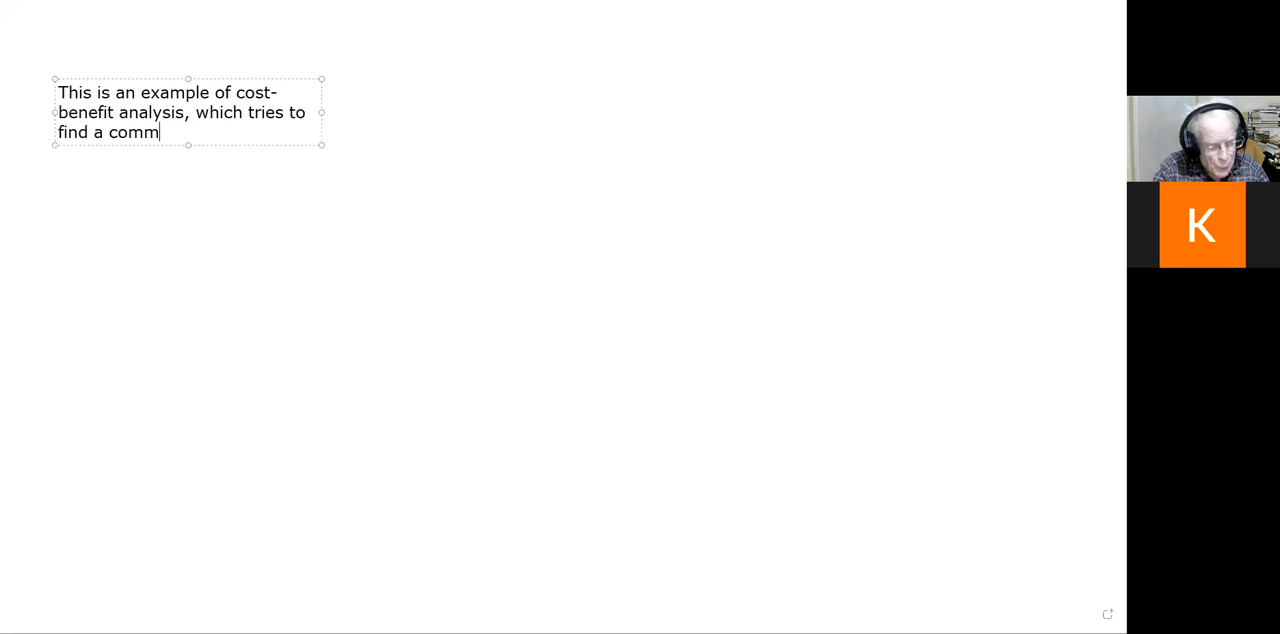 This is an example of cost-
benefit analysis, which tries to
find a comm
K